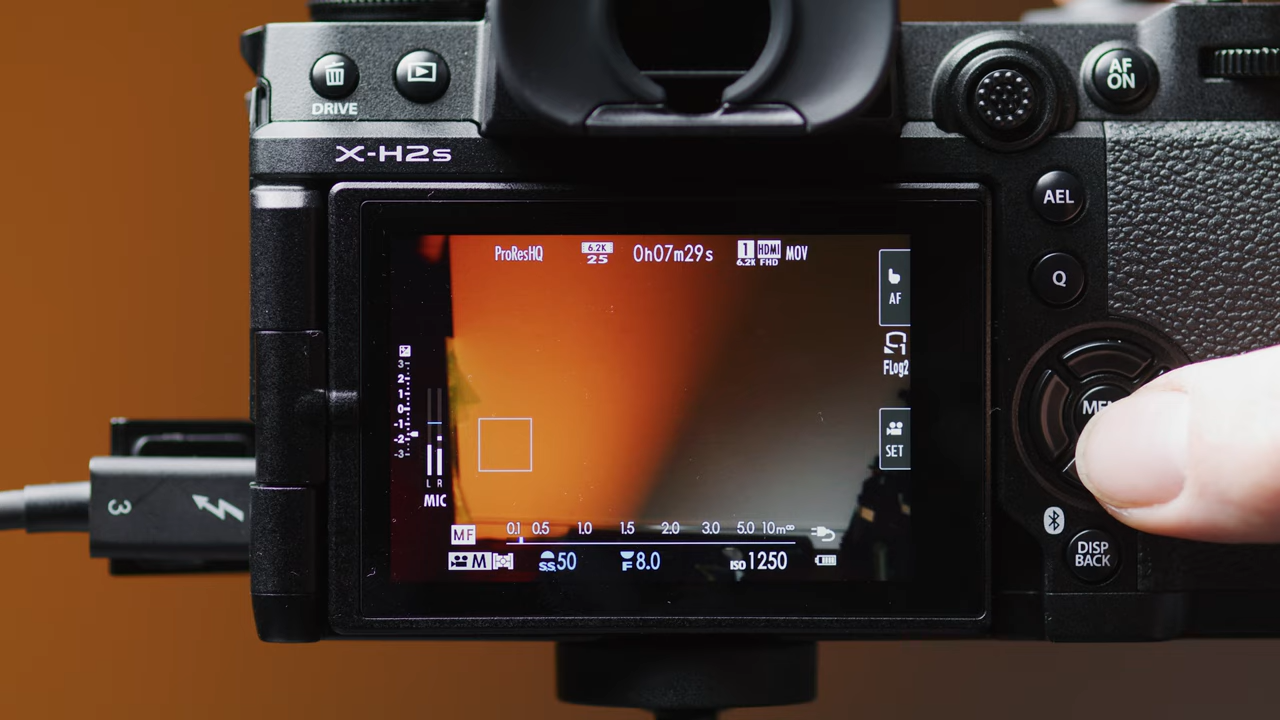 DRIVE
AF
ON
X-H2S
AEL
Q
ProResHQ
6.2K
25
0h07m29s
1 HDMI MOV
6.2K FHD
AF
FLog2
SET
3
2
1
0
-1
-2
-3
L R
MIC
MF
0.1 0.5 1.0 1.5 2.0 3.0 5.0 10m∞
M SS 50 F 8.0 ISO 1250
DISP
BACK
3